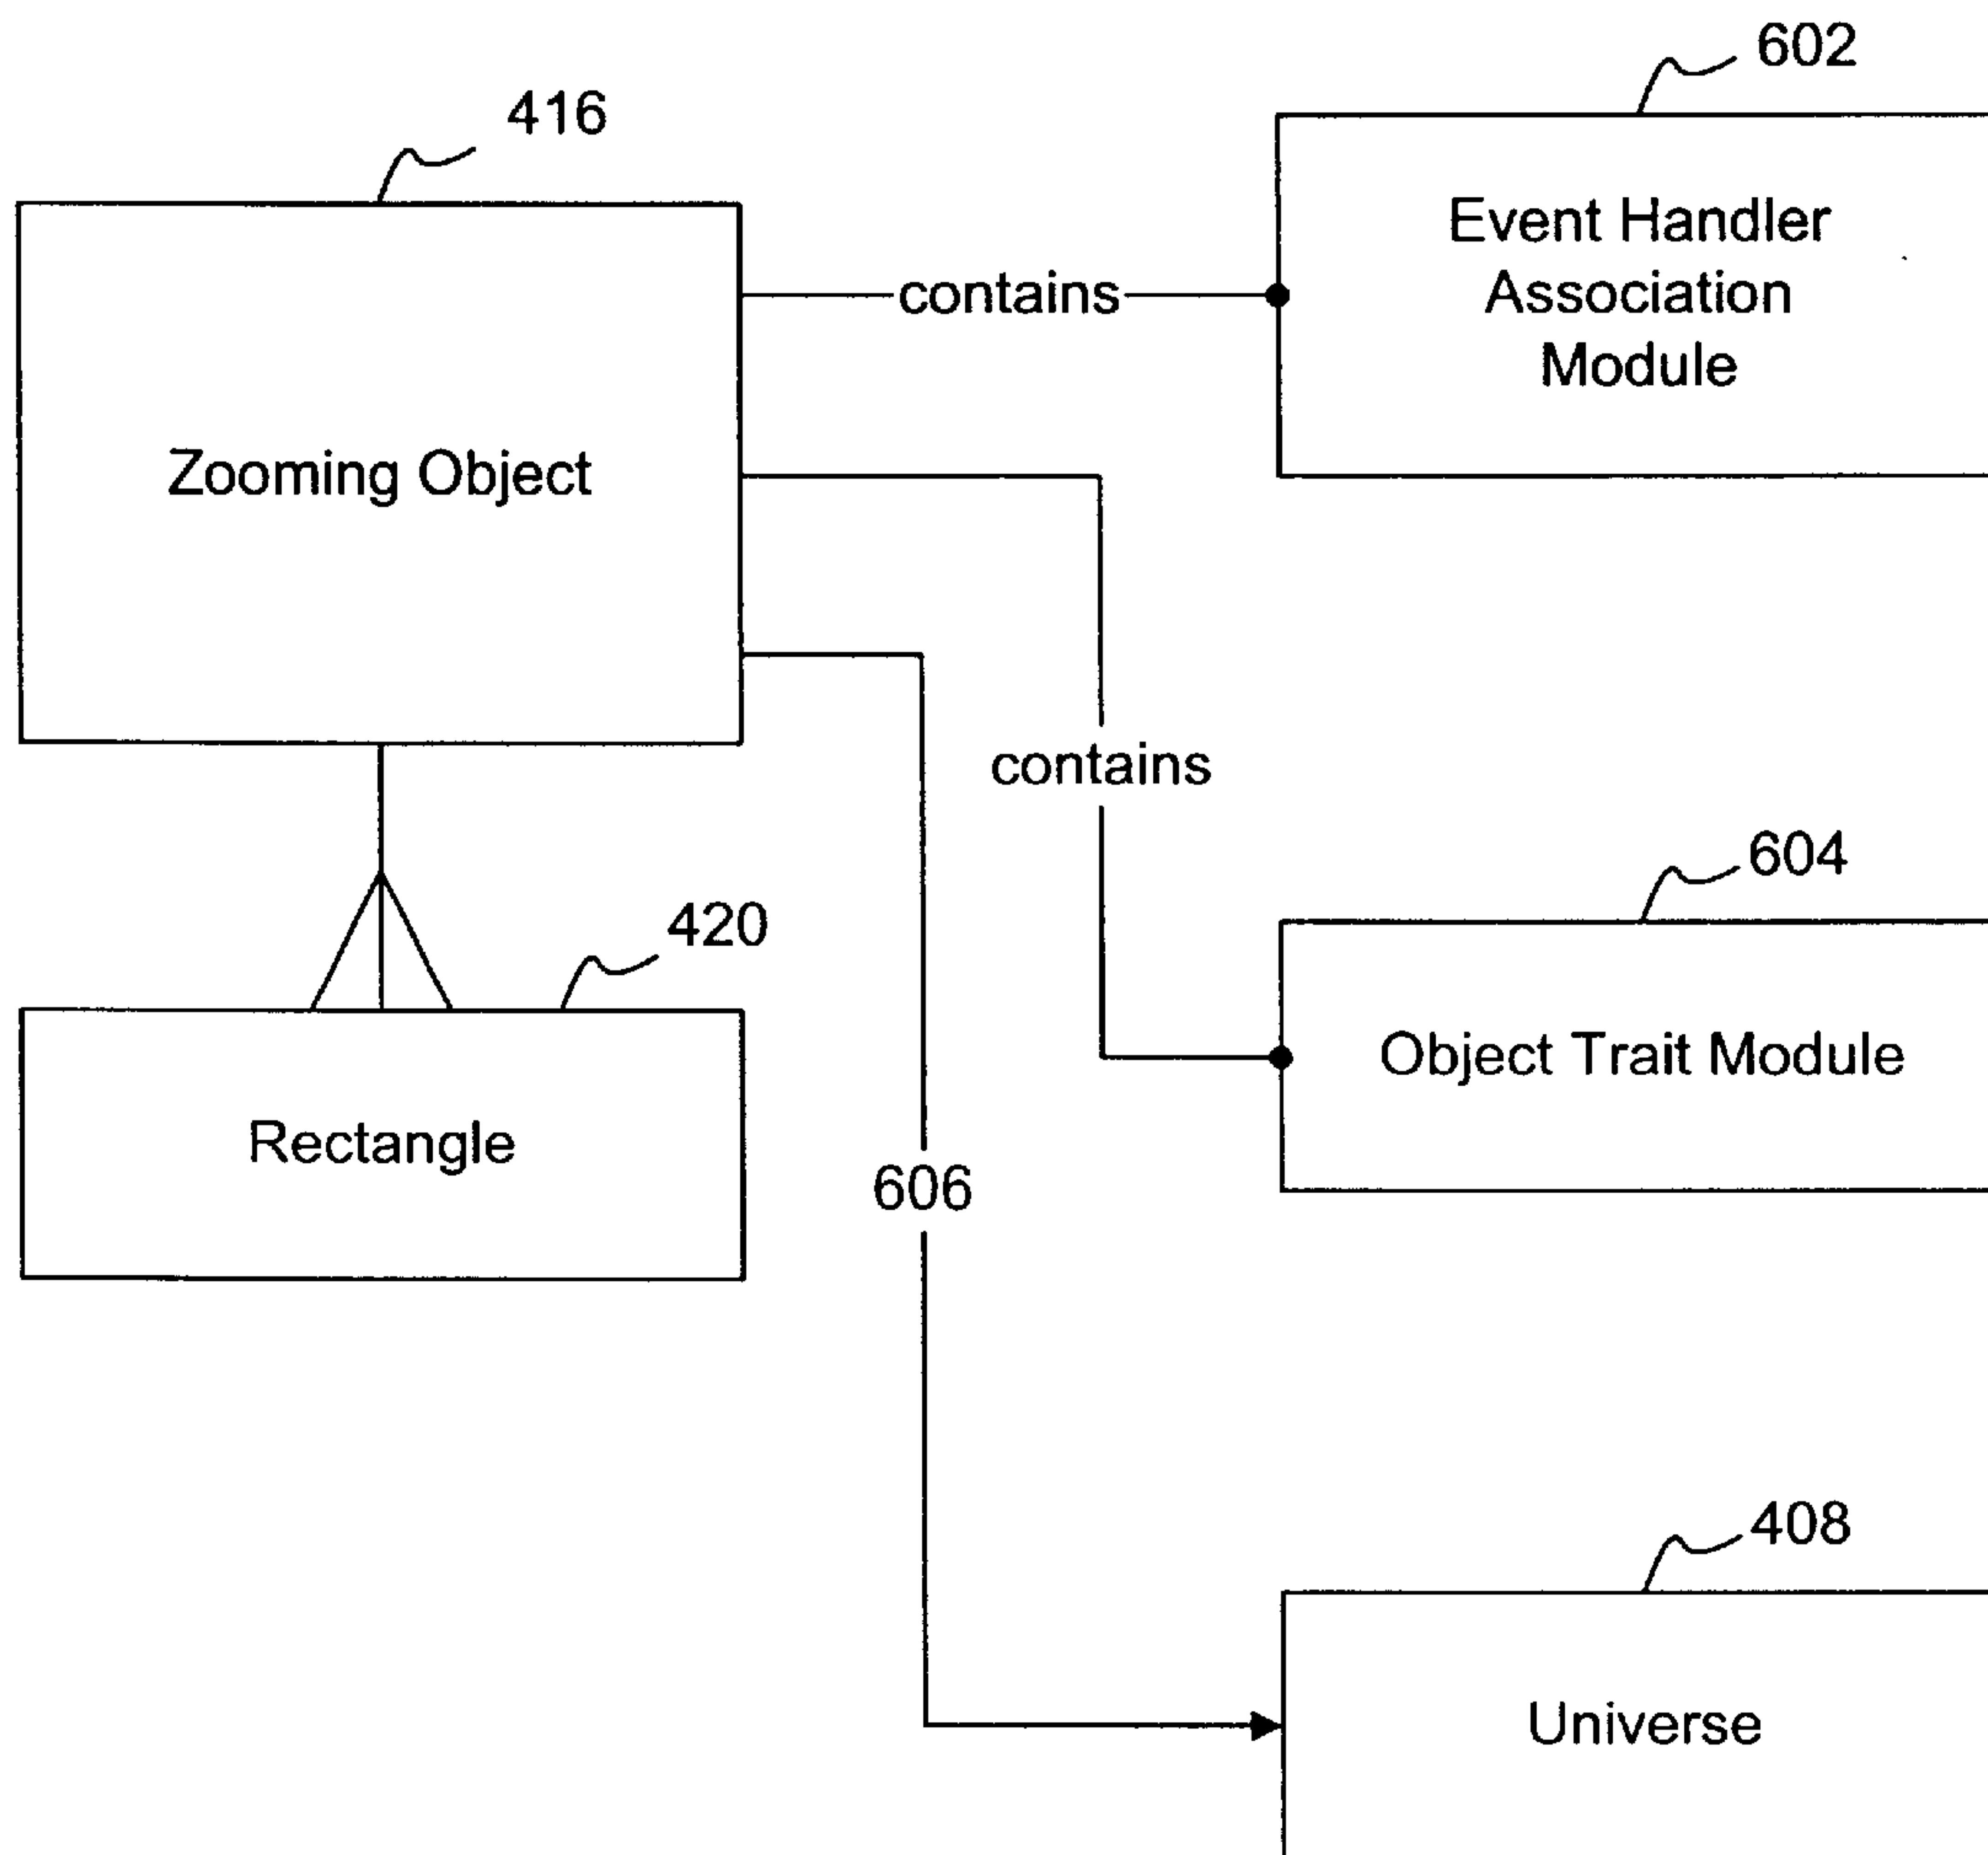 602
416
Event Handler
Association
Module
contains
Zooming Object
contains
604
420
Object Trait Module
Rectangle
606
408
Universe